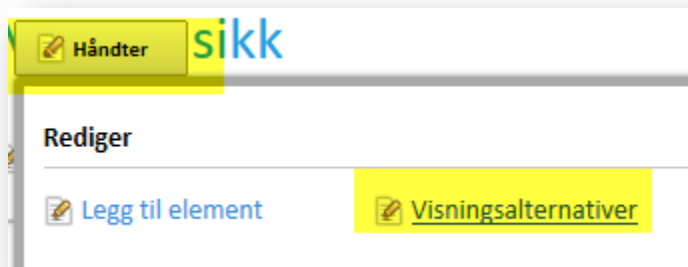 Håndter sikk
Rediger
Legg til element Visningsalternativer